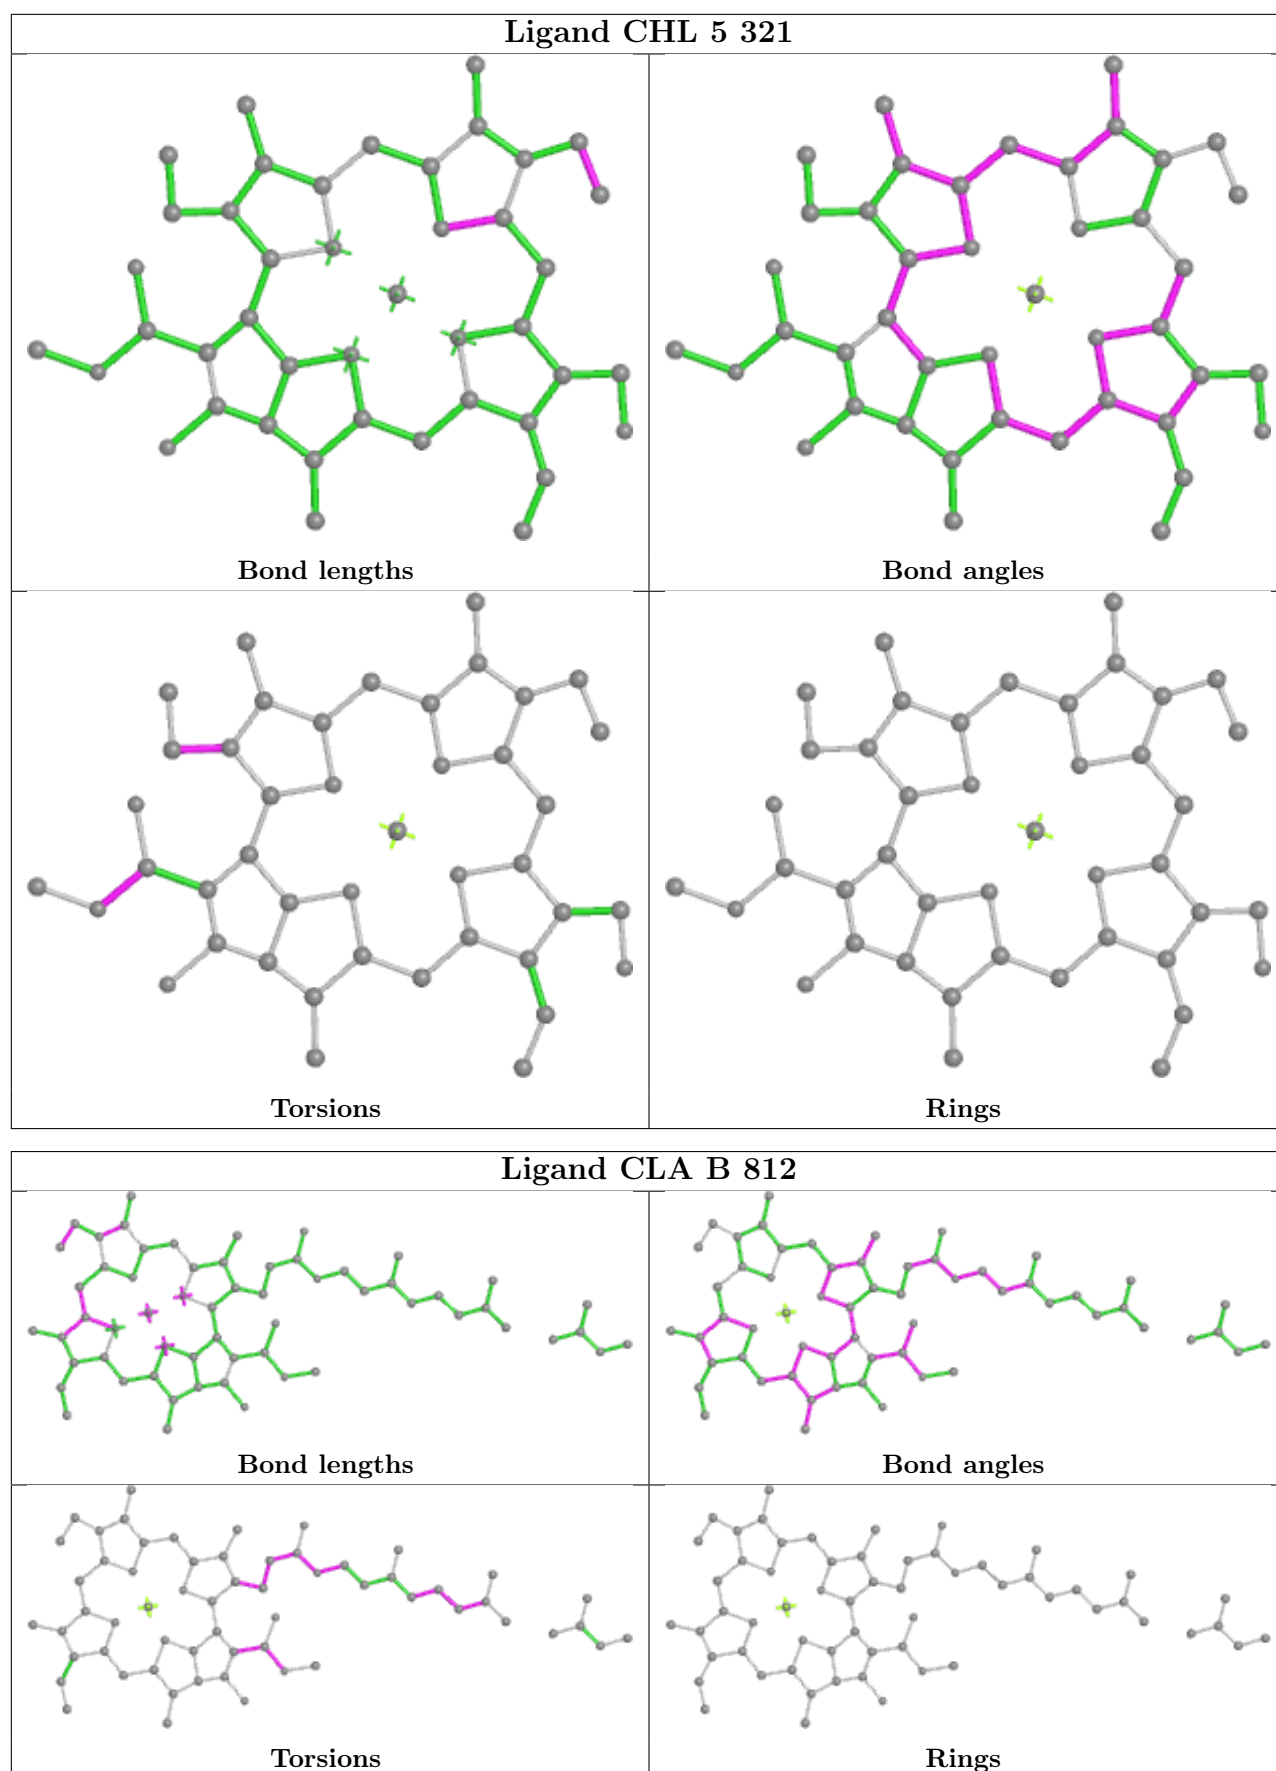 Ligand CHL 5 321
Bond lengths
Bond angles
Torsions
Rings
Ligand CLA B 812
Bond lengths
Bond angles
Torsions
Rings